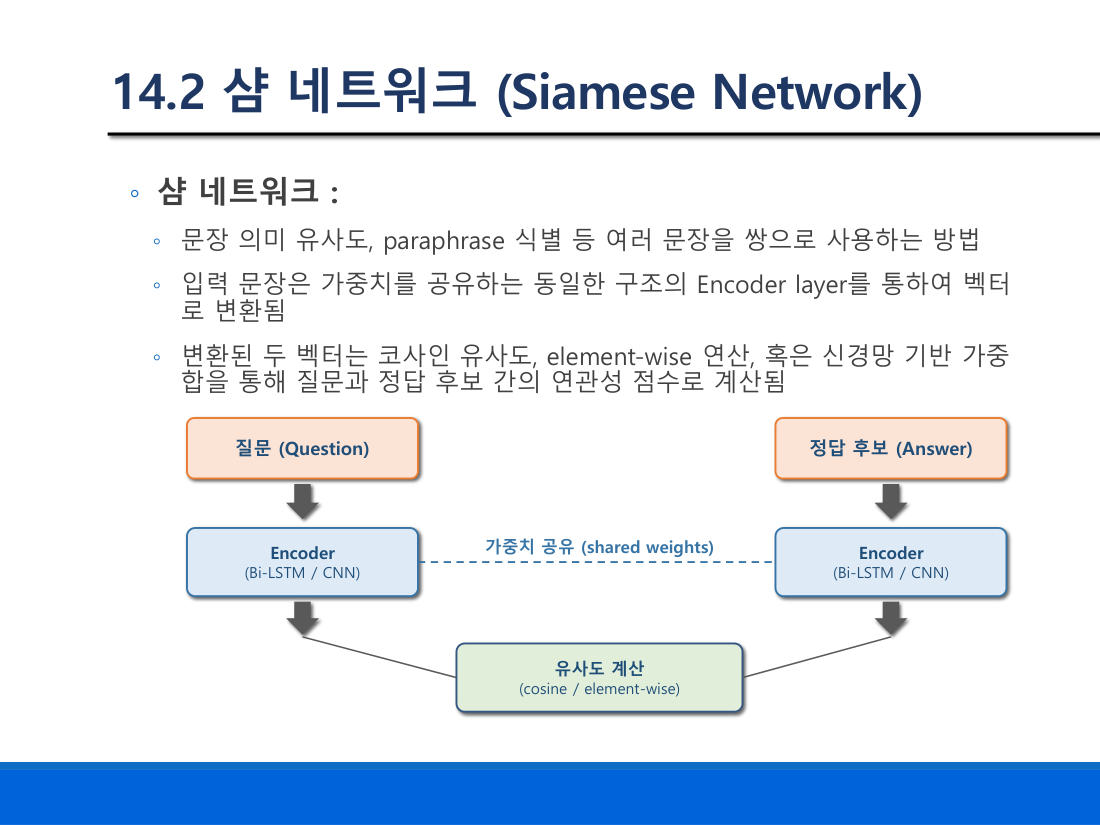 14.2 샴 네트워크 (Siamese Network)
샴 네트워크 :
문장 의미 유사도, paraphrase 식별 등 여러 문장을 쌍으로 사용하는 방법
입력 문장은 가중치를 공유하는 동일한 구조의 Encoder layer를 통하여 벡터
로 변환됨
변환된 두 벡터는 코사인 유사도, element-wise 연산, 혹은 신경망 기반 가중
합을 통해 질문과 정답 후보 간의 연관성 점수로 계산됨
질문 (Question)
정답 후보 (Answer)
Encoder
(Bi-LSTM / CNN)
가중치 공유 (shared weights)
Encoder
(Bi-LSTM / CNN)
유사도 계산
(cosine / element-wise)